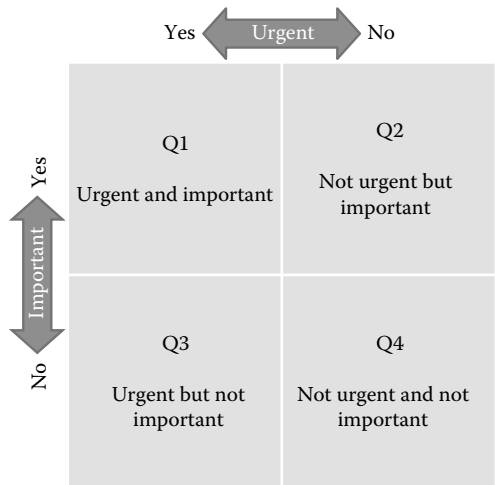 Yes Urgent No
Yes
Important
No
Q1
Urgent and important
Q2
Not urgent but
important
Q3
Urgent but not
important
Q4
Not urgent and not
important